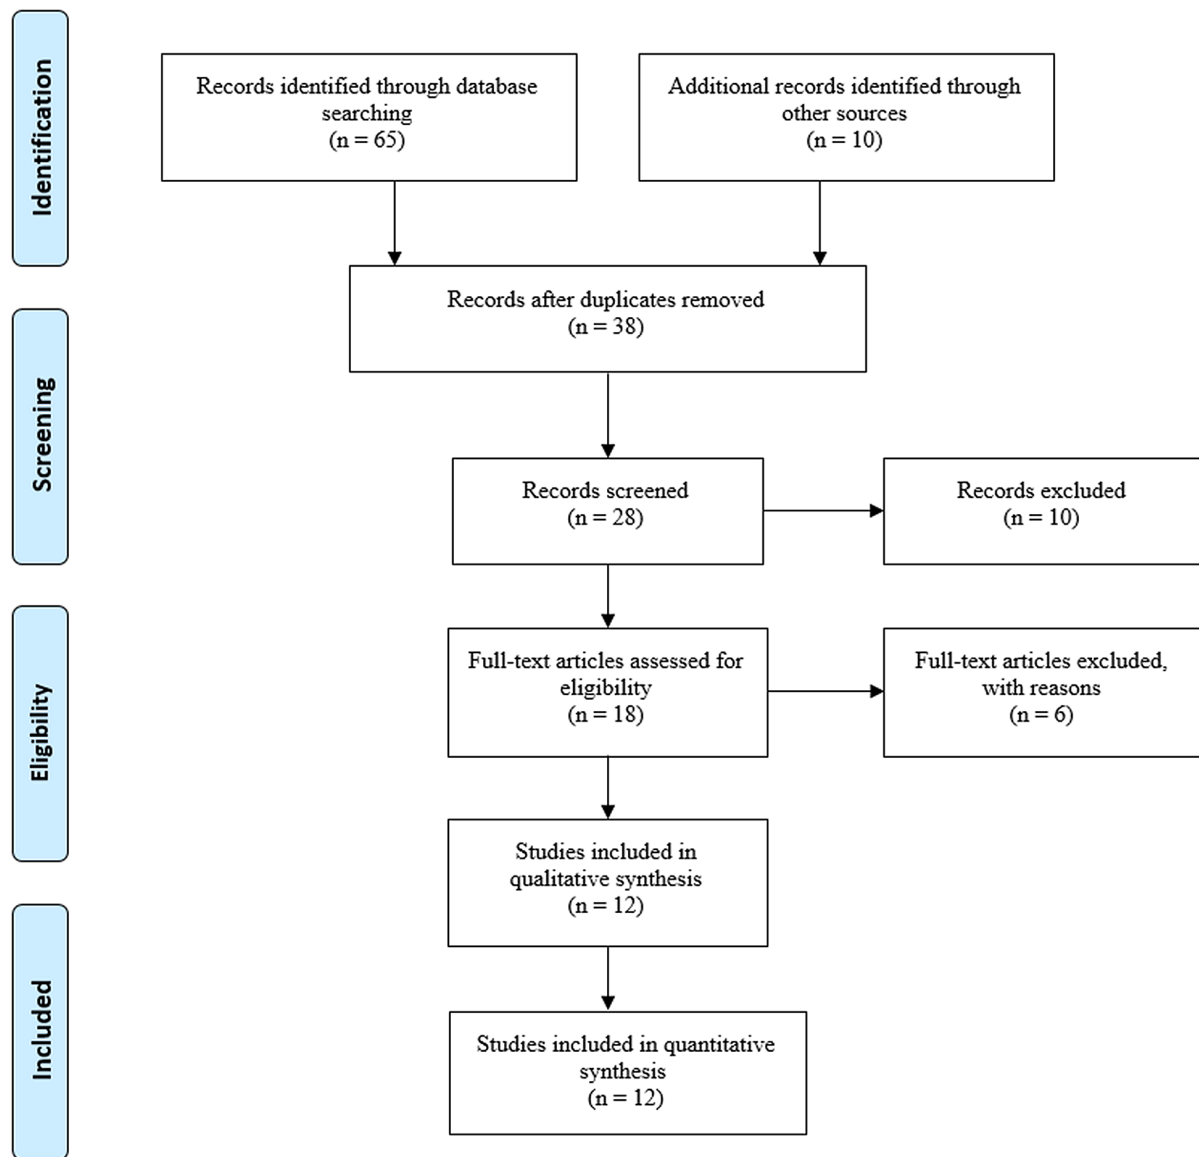 Identification
Records identified through database
searching
(n = 65)
Additional records identified through
other sources
(n = 10)
Records after duplicates removed
(n = 38)
Screening
Records screened
(n = 28)
Records excluded
(n = 10)
Eligibility
Full-text articles assessed for
eligibility
(n = 18)
Full-text articles excluded,
with reasons
(n = 6)
Studies included in
qualitative synthesis
(n = 12)
Included
Studies included in quantitative
synthesis
(n = 12)